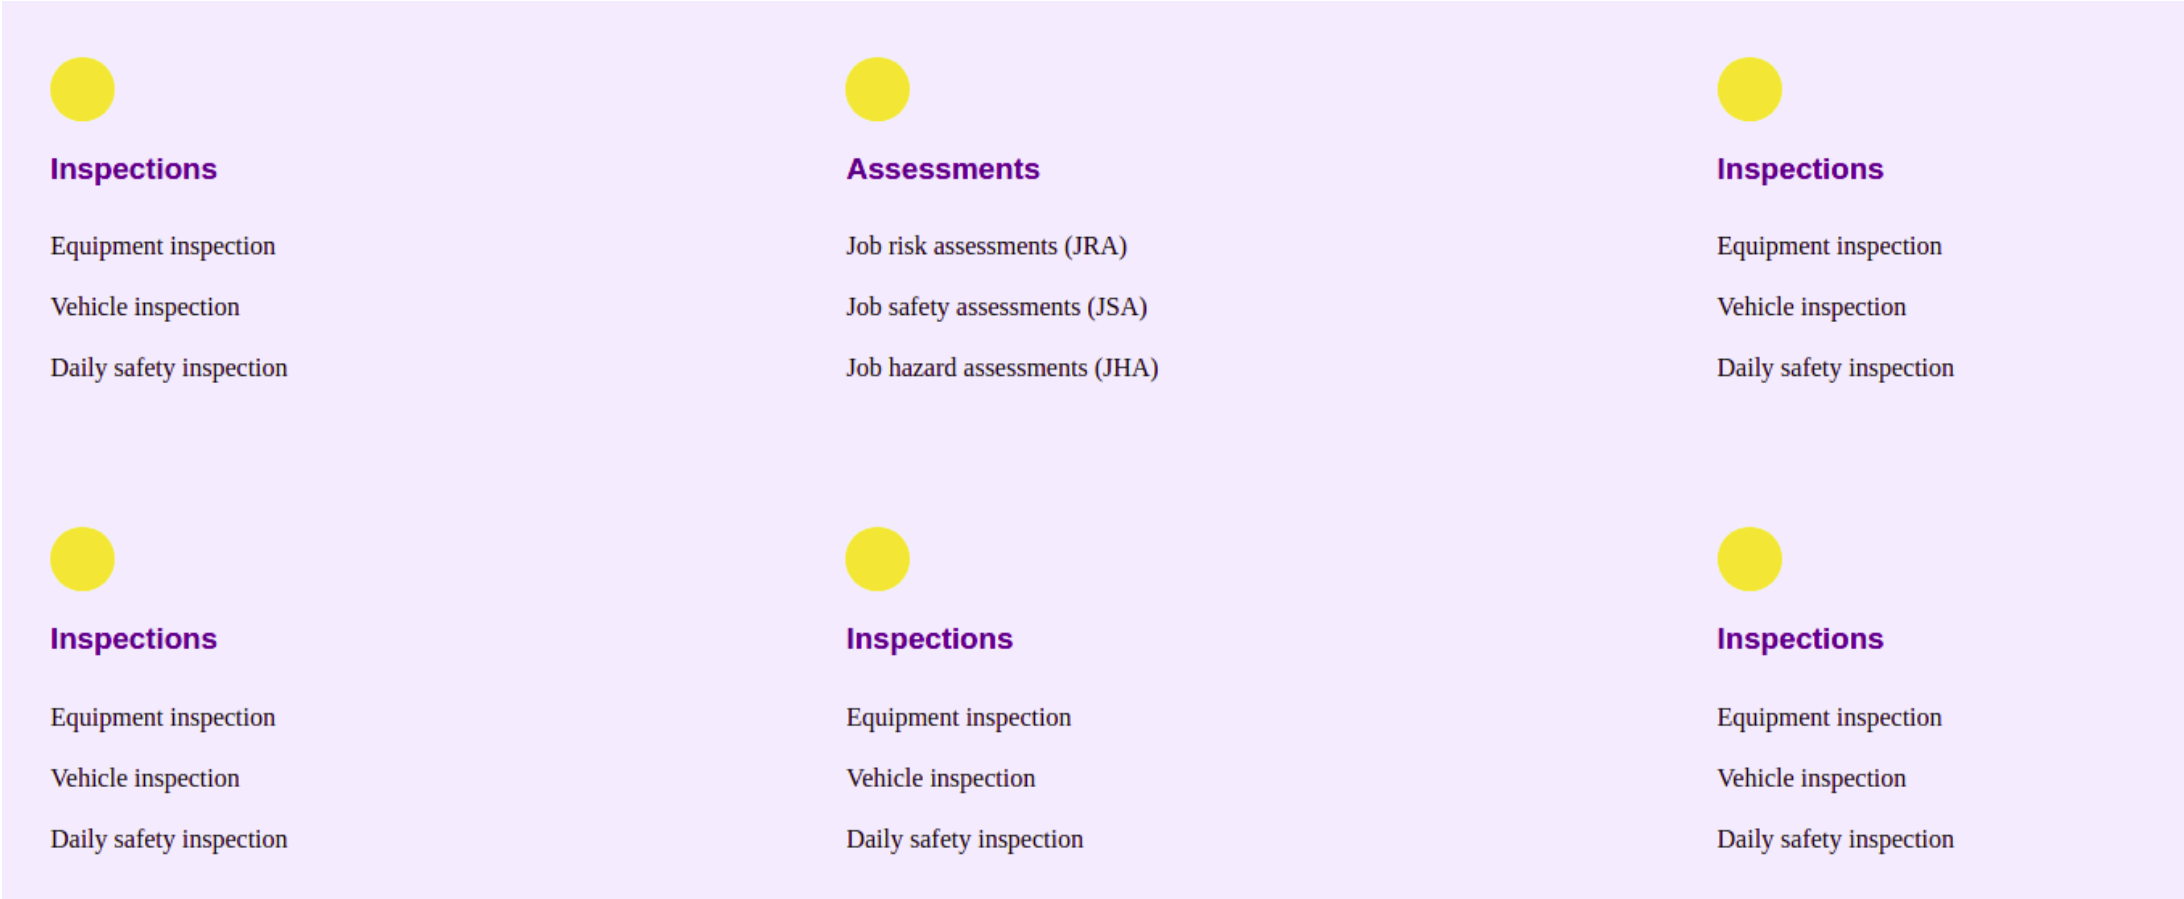 Inspections
Equipment inspection
Vehicle inspection
Daily safety inspection
Assessments
Job risk assessments (JRA)
Job safety assessments (JSA)
Job hazard assessments (JHA)
Inspections
Equipment inspection
Vehicle inspection
Daily safety inspection
Inspections
Equipment inspection
Vehicle inspection
Daily safety inspection
Inspections
Equipment inspection
Vehicle inspection
Daily safety inspection
Inspections
Equipment inspection
Vehicle inspection
Daily safety inspection